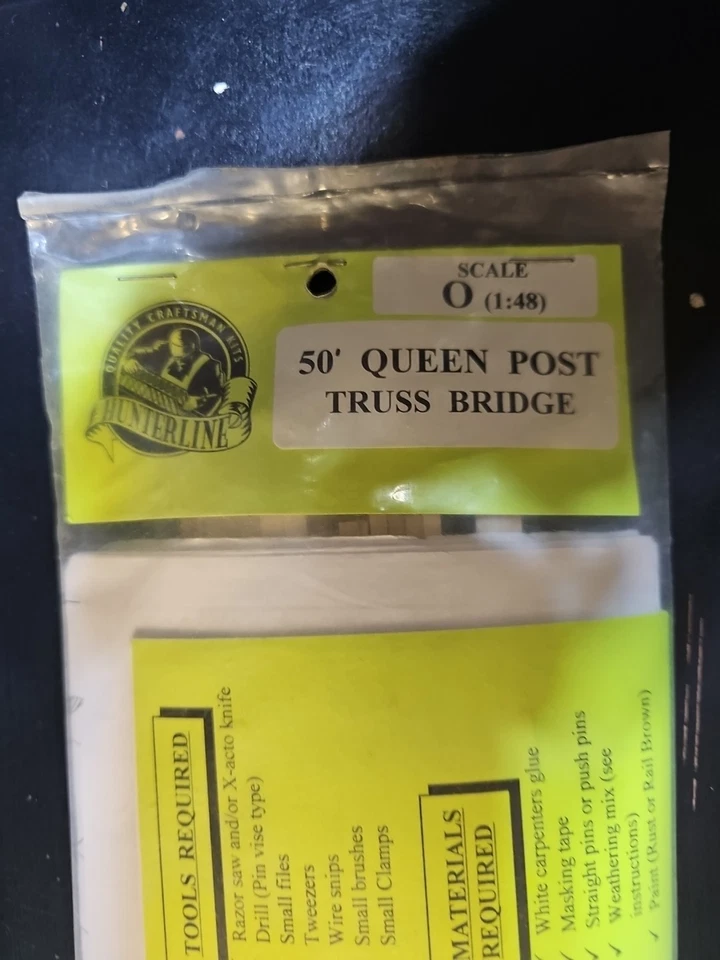 SCALE
O (1:48)
QUALITY CRAFTSMAN KITS
HUNTERLINE
50' QUEEN POST
TRUSS BRIDGE
TOOLS REQUIRED
Razor saw and/or X-acto knife
Drill (Pin vise type)
Small files
Tweezers
Wire snips
Small brushes
Small Clamps
MATERIALS
REQUIRED
✓ White carpenters glue
✓ Masking tape
✓ Straight pins or push pins
✓ Weathering mix (see
instructions)
✓ Paint (Rust or Rail Brown)